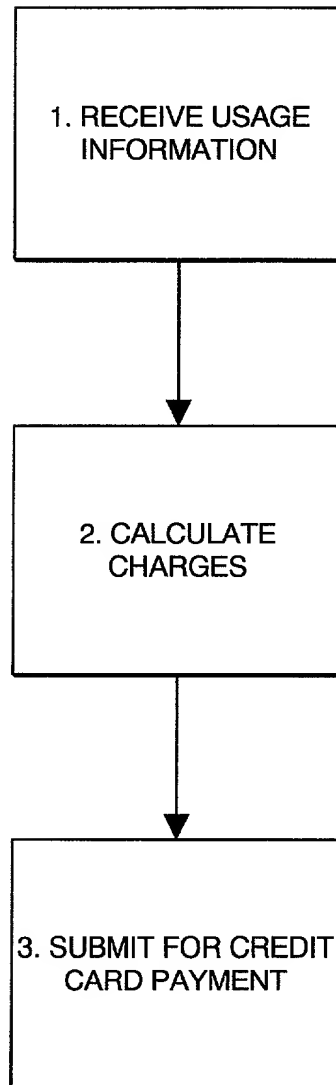 1. RECEIVE USAGE
INFORMATION
2. CALCULATE
CHARGES
3. SUBMIT FOR CREDIT
CARD PAYMENT